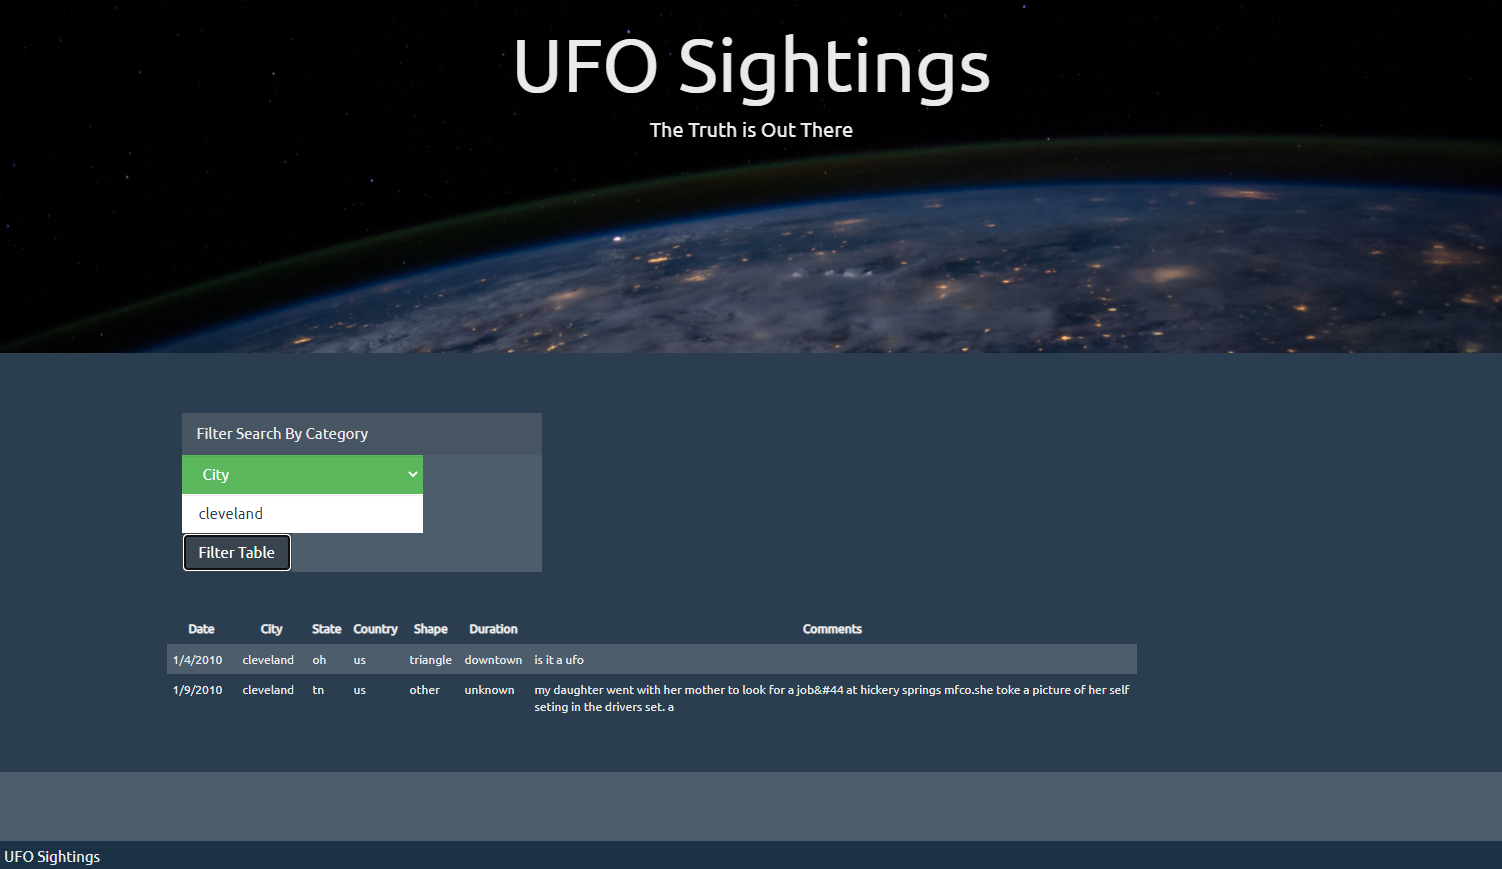 UFO Sightings
The Truth is Out There
Filter Search By Category
City
cleveland
Filter Table
Date City State Country Shape Duration Comments
1/4/2010 cleveland oh us triangle downtown is it a ufo
1/9/2010 cleveland tn us other unknown my daughter went with her mother to look for a job&#44 at hickery springs mfco.she toke a picture of her self
seting in the drivers set. a
UFO Sightings